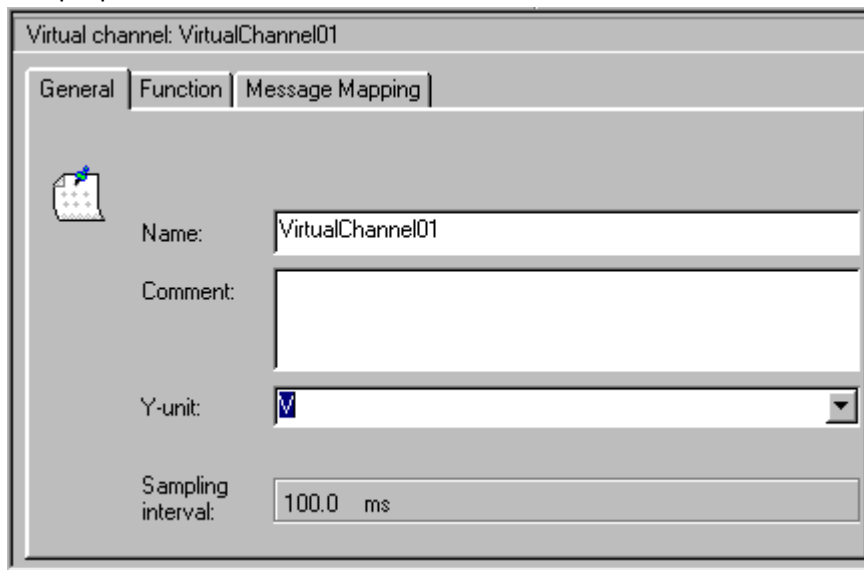 Virtual channel: VirtualChannel01
General Function Message Mapping
Name: VirtualChannel01
Comment:
Y-unit: V
Sampling
interval: 100.0 ms